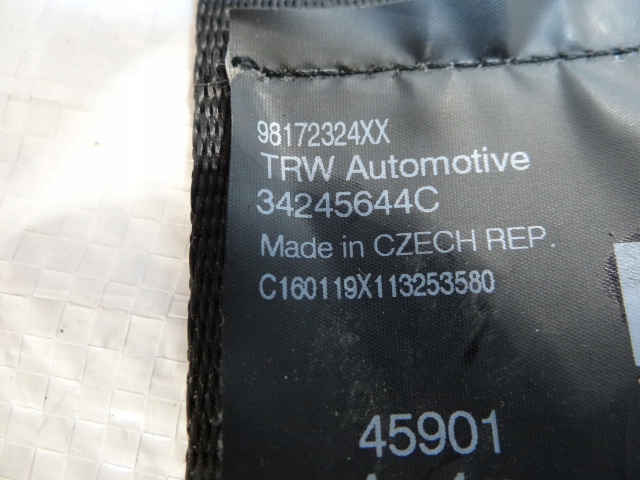 98172324XX
TRW Automotive
34245644C
Made in CZECH REP.
C160119X113253580
45901